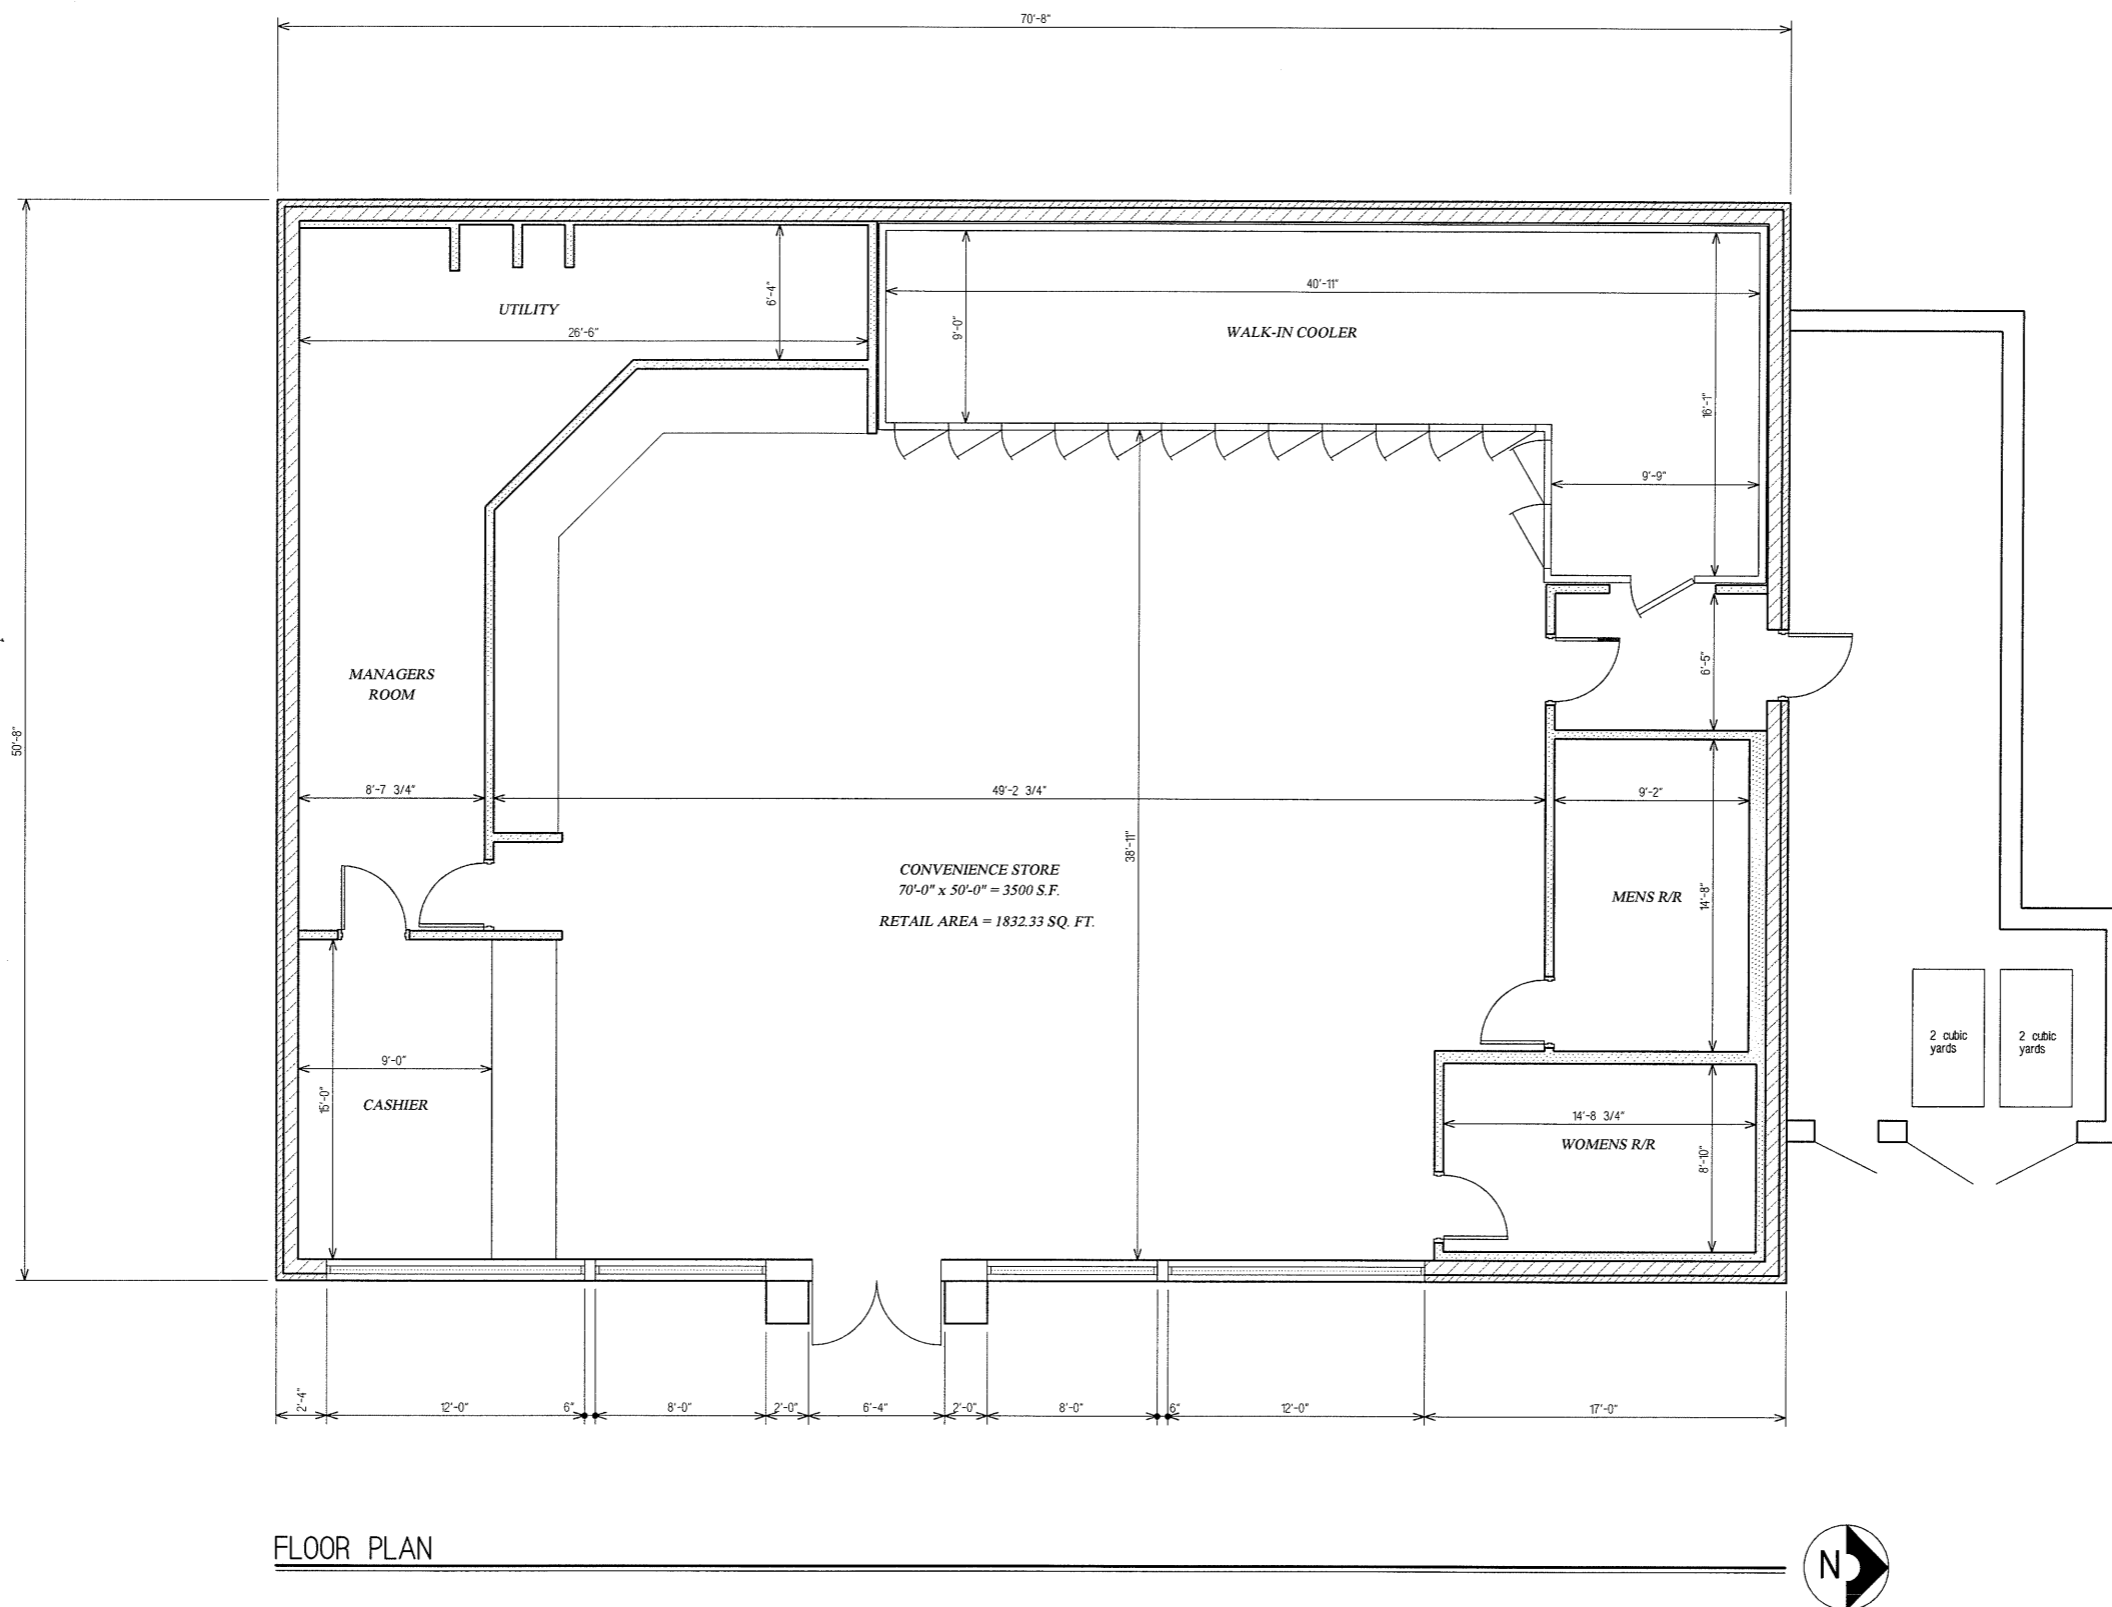 70'-8"
UTILITY
26'-6"
6'-4"
9'-0"
40'-11"
WALK-IN COOLER
16'-1"
9'-9"
50'-8"
MANAGERS
ROOM
6'-5"
8'-7 3/4"
49'-2 3/4"
9'-2"
38'-11"
CONVENIENCE STORE
70'-0" x 50'-0" = 3500 S.F.
RETAIL AREA = 1832.33 SQ. FT.
MENS R/R
14'-8"
2 cubic
yards
2 cubic
yards
9'-0"
15'-0"
CASHIER
14'-8 3/4"
WOMENS R/R
8'-10"
2'-4"
12'-0"
6"
8'-0"
2'-0"
6'-4"
2'-0"
8'-0"
6"
12'-0"
17'-0"
FLOOR PLAN
N